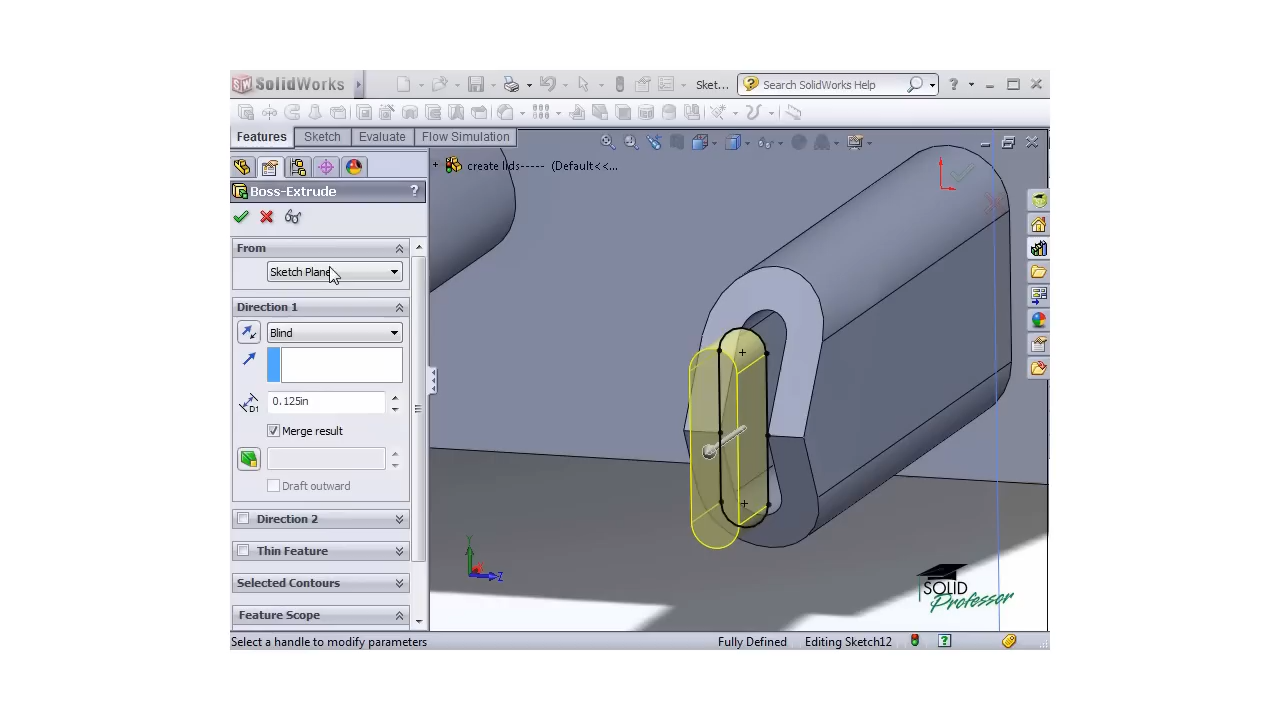 SolidWorks
Sket...
Search SolidWorks Help
?
Features
Sketch
Evaluate
Flow Simulation
create lids----- (Default<<...
Boss-Extrude
?
From
Sketch Plane
Direction 1
Blind
D1
0.125in
Merge result
Draft outward
Direction 2
Thin Feature
Selected Contours
Feature Scope
Y
Z
SOLID
Professor
Select a handle to modify parameters
Fully Defined
Editing Sketch12
?